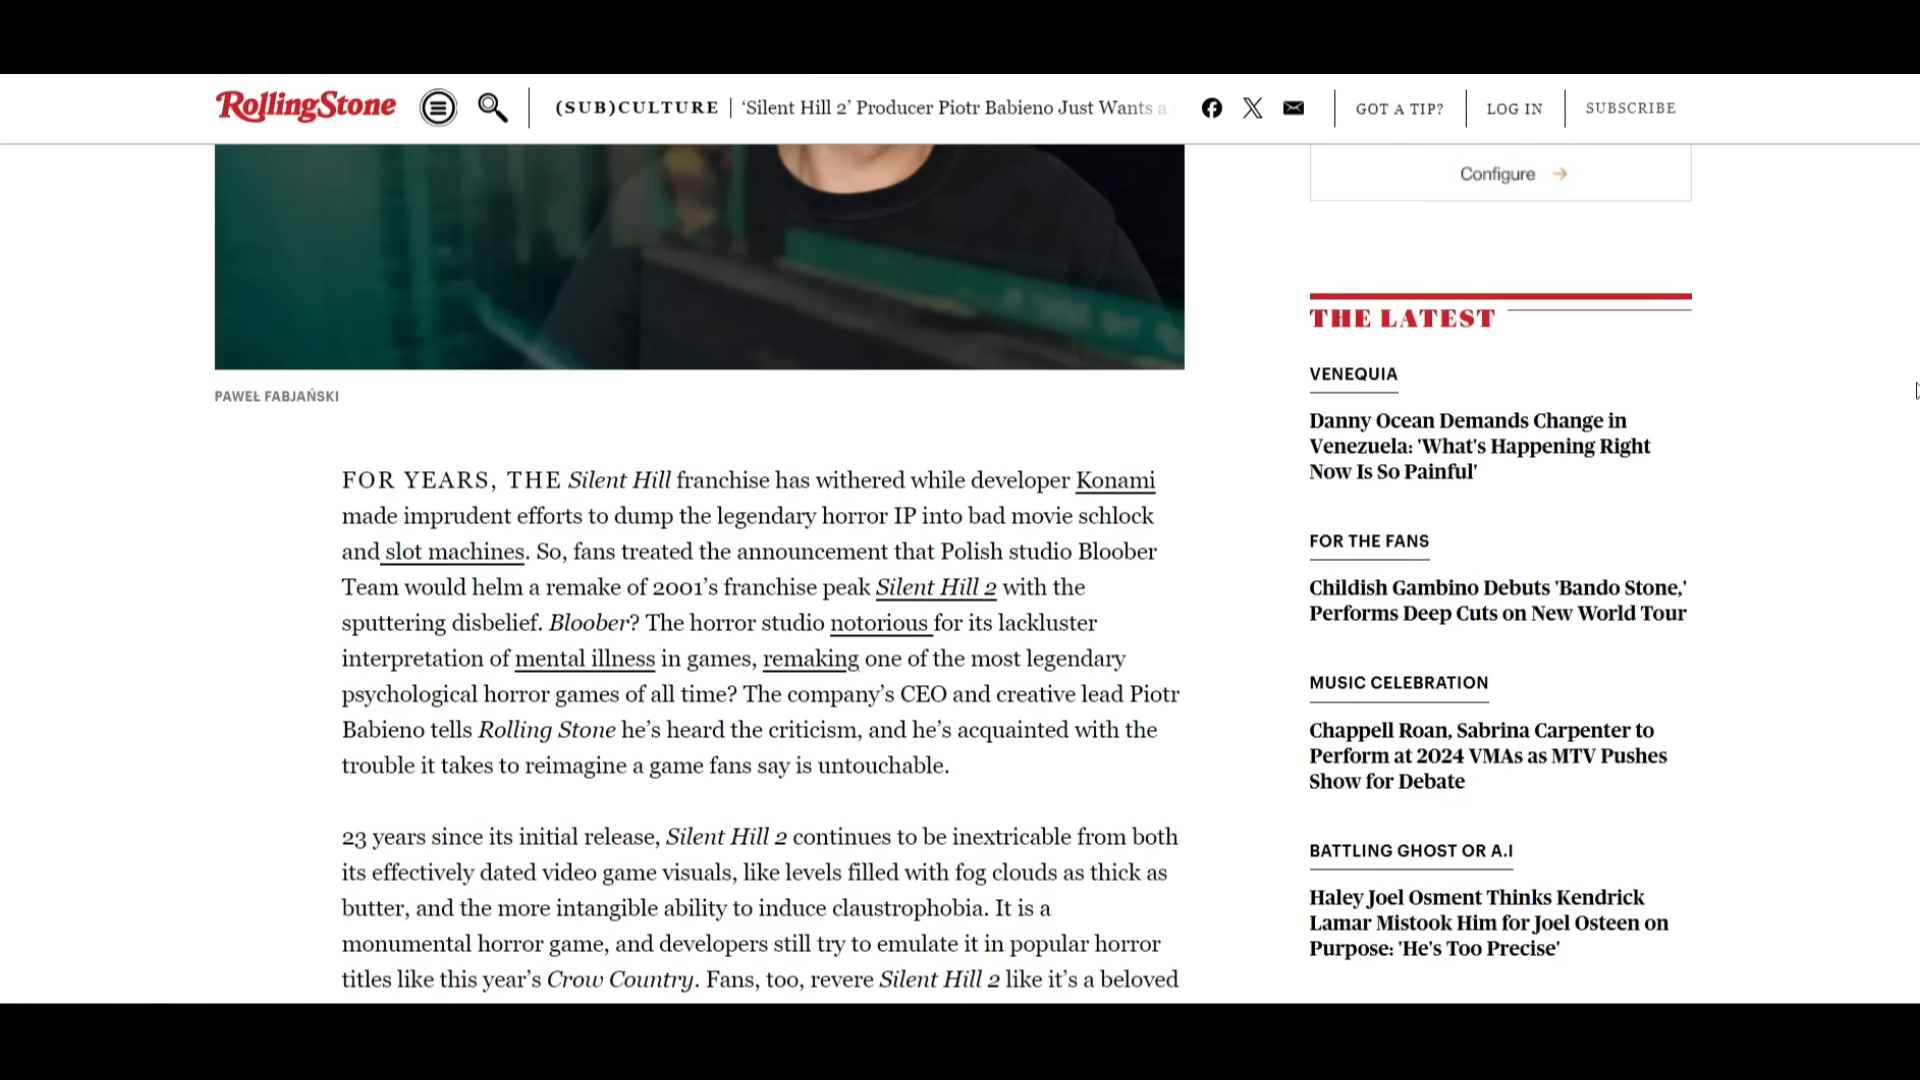 RollingStone
(SUB)CULTURE | ‘Silent Hill 2’ Producer Piotr Babieno Just Wants a
GOT A TIP?
LOG IN
SUBSCRIBE
PAWEŁ FABJAŃSKI
FOR YEARS, THE Silent Hill franchise has withered while developer Konami
made imprudent efforts to dump the legendary horror IP into bad movie schlock
and slot machines. So, fans treated the announcement that Polish studio Bloober
Team would helm a remake of 2001’s franchise peak Silent Hill 2 with the
sputtering disbelief. Bloober? The horror studio notorious for its lackluster
interpretation of mental illness in games, remaking one of the most legendary
psychological horror games of all time? The company’s CEO and creative lead Piotr
Babieno tells Rolling Stone he’s heard the criticism, and he’s acquainted with the
trouble it takes to reimagine a game fans say is untouchable.
23 years since its initial release, Silent Hill 2 continues to be inextricable from both
its effectively dated video game visuals, like levels filled with fog clouds as thick as
butter, and the more intangible ability to induce claustrophobia. It is a
monumental horror game, and developers still try to emulate it in popular horror
titles like this year’s Crow Country. Fans, too, revere Silent Hill 2 like it’s a beloved
Configure →
THE LATEST
VENEQUIA
Danny Ocean Demands Change in
Venezuela: 'What's Happening Right
Now Is So Painful'
FOR THE FANS
Childish Gambino Debuts 'Bando Stone,'
Performs Deep Cuts on New World Tour
MUSIC CELEBRATION
Chappell Roan, Sabrina Carpenter to
Perform at 2024 VMAs as MTV Pushes
Show for Debate
BATTLING GHOST OR A.I
Haley Joel Osment Thinks Kendrick
Lamar Mistook Him for Joel Osteen on
Purpose: 'He's Too Precise'